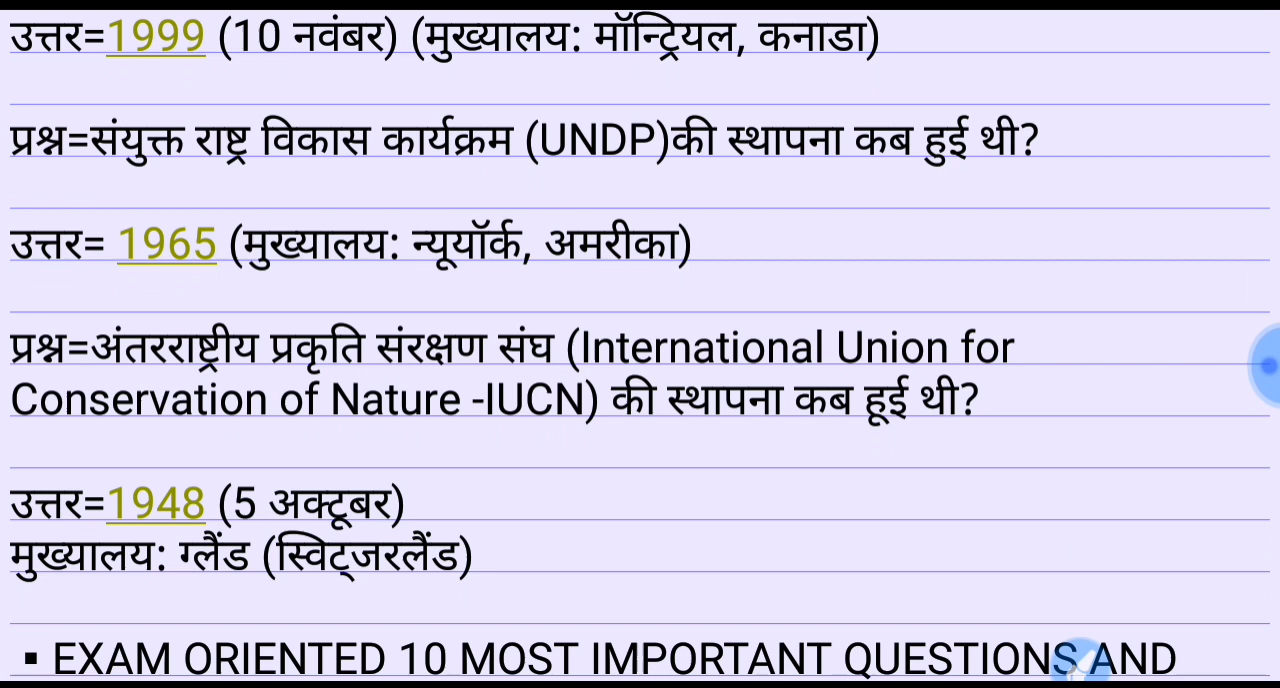 उत्तर=1999 (10 नवंबर) (मुख्यालय: मॉन्ट्रियल, कनाडा)
प्रश्न=संयुक्त राष्ट्र विकास कार्यक्रम (UNDP)की स्थापना कब हुई थी?
उत्तर= 1965 (मुख्यालय: न्यूयॉर्क, अमरीका)
प्रश्न=अंतरराष्ट्रीय प्रकृति संरक्षण संघ (International Union for
Conservation of Nature -IUCN) की स्थापना कब हूई थी?
उत्तर=1948 (5 अक्टूबर)
मुख्यालय: ग्लैंड (स्विट्जरलैंड)
▪ EXAM ORIENTED 10 MOST IMPORTANT QUESTIONS AND